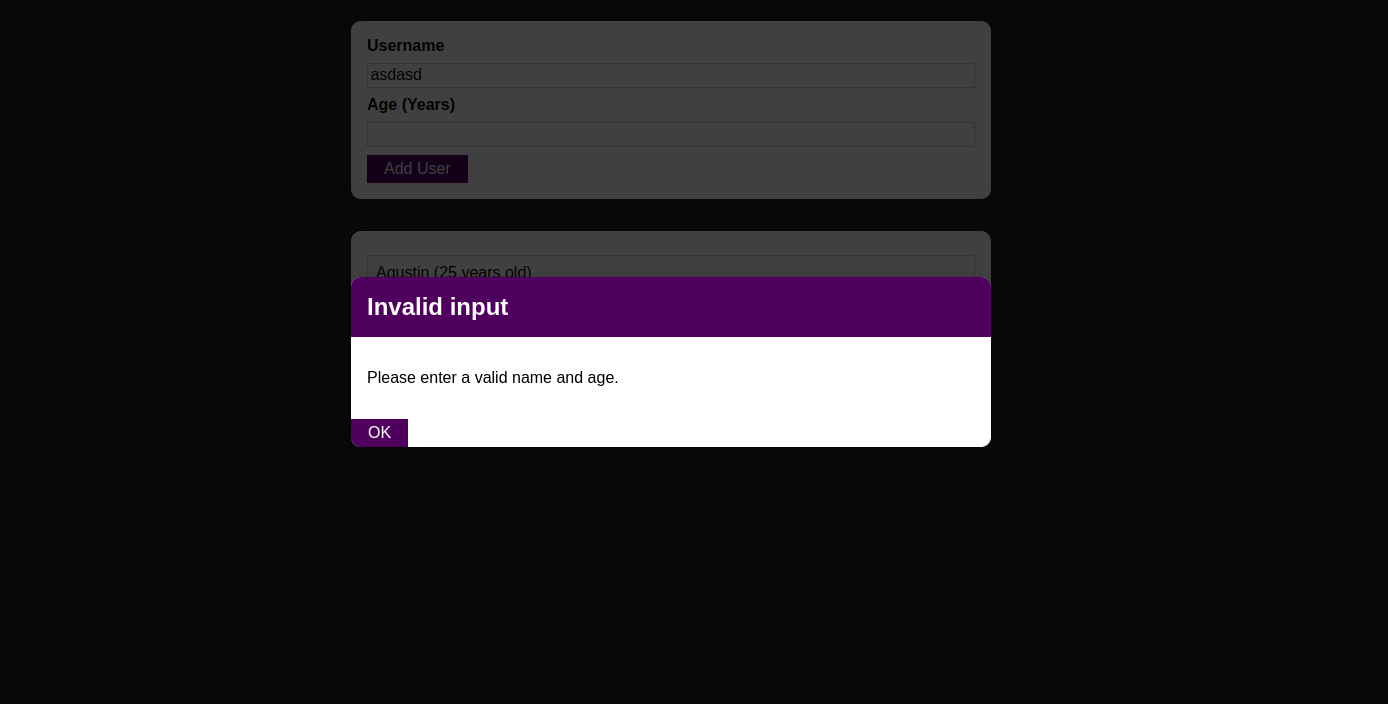 Username
asdasd
Age (Years)
Add User
Agustin (25 years old)
Invalid input
Please enter a valid name and age.
OK